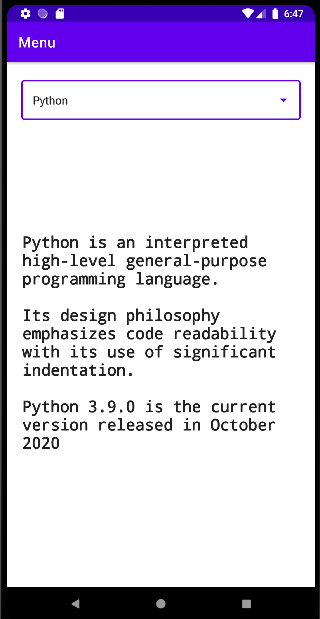 6:47
Menu
Python
Python is an interpreted
high-level general-purpose
programming language.
Its design philosophy
emphasizes code readability
with its use of significant
indentation.
Python 3.9.0 is the current
version released in October
2020